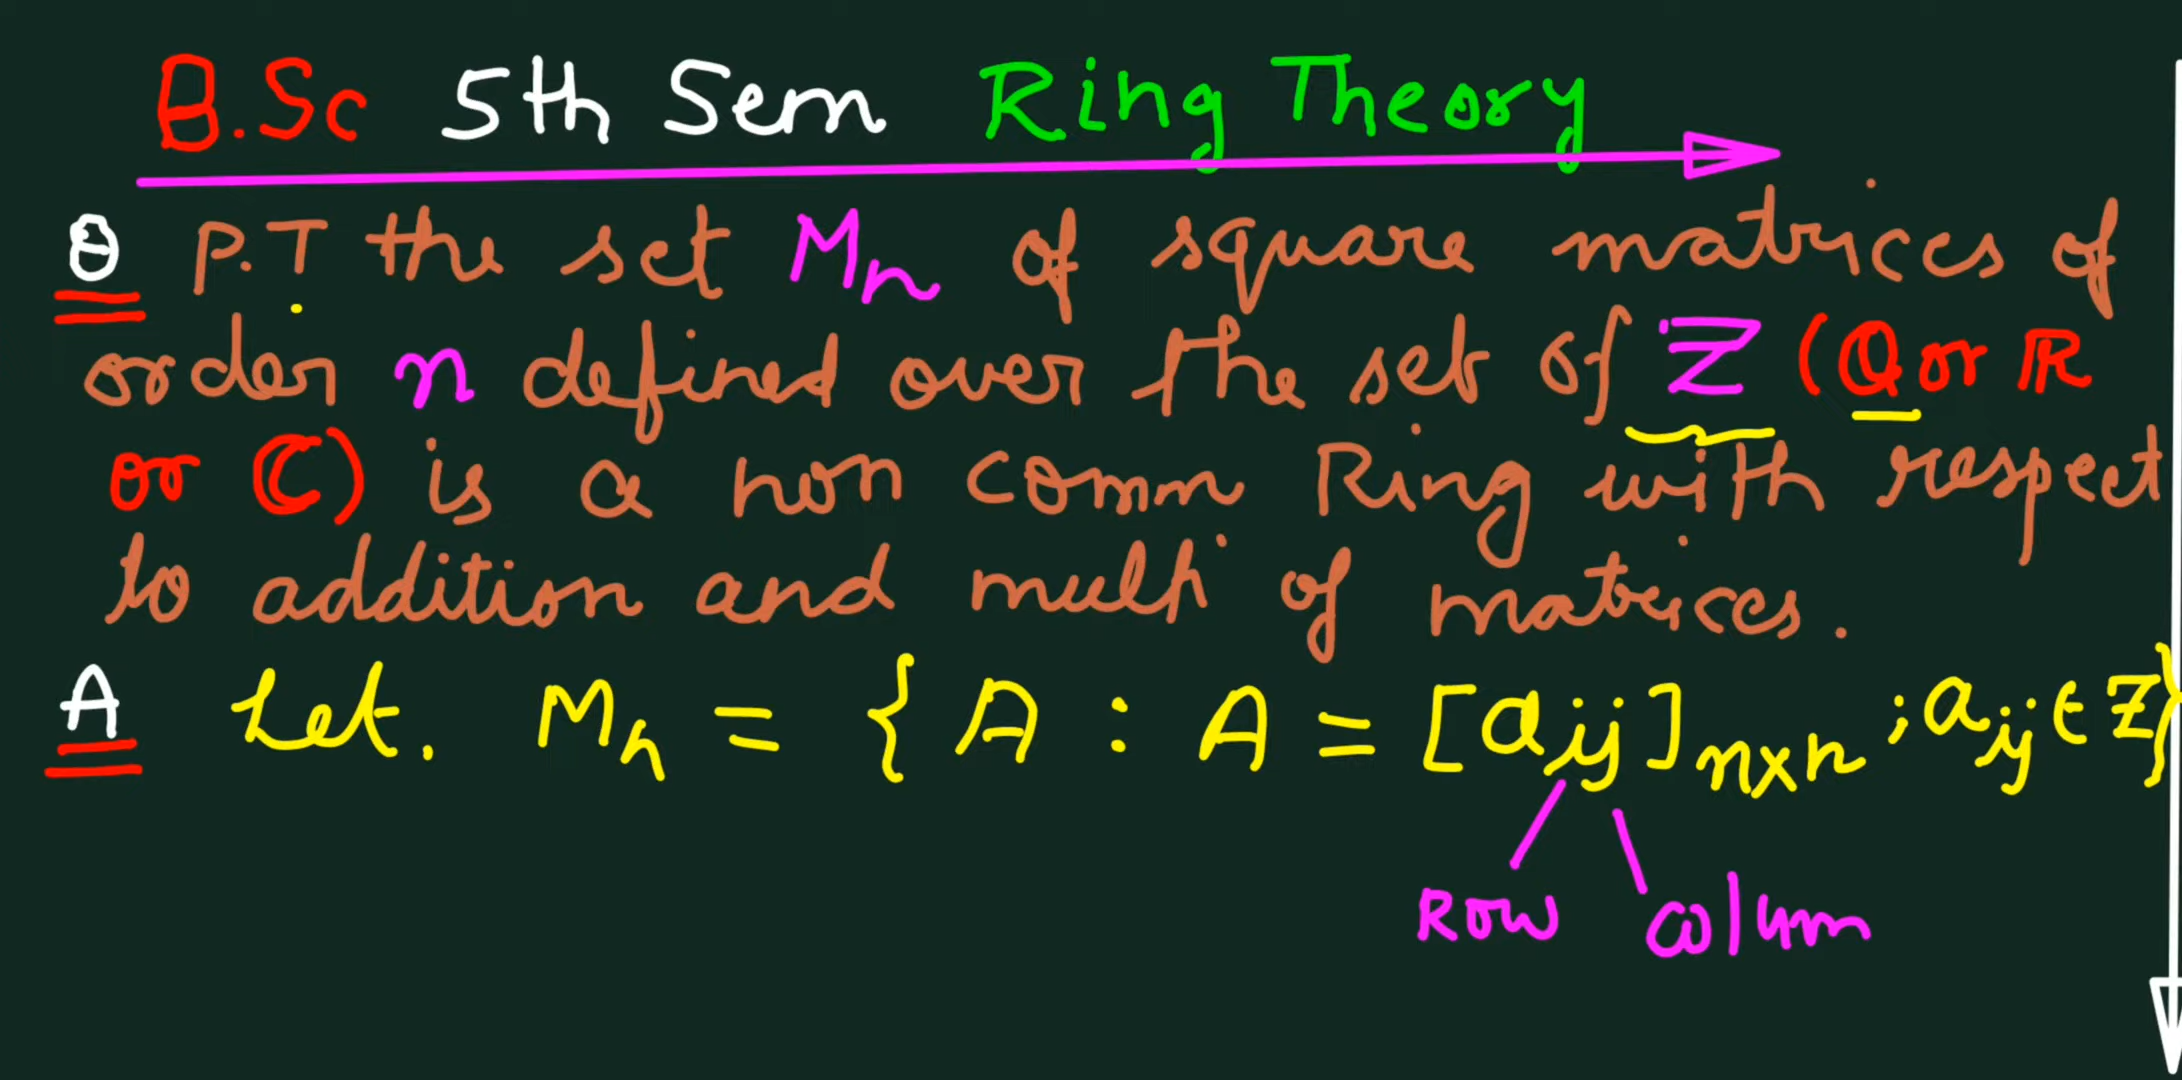 B.Sc 5th Sem Ring Theory
Q P.T the set Mn of square matrices of
order n defined over the set of Z (Q or R
or C) is a non comm Ring with respect
to addition and multi of matrices.
A Let. Mn = { A : A = [aij]n×n ; aij ∈ Z}
Row Column